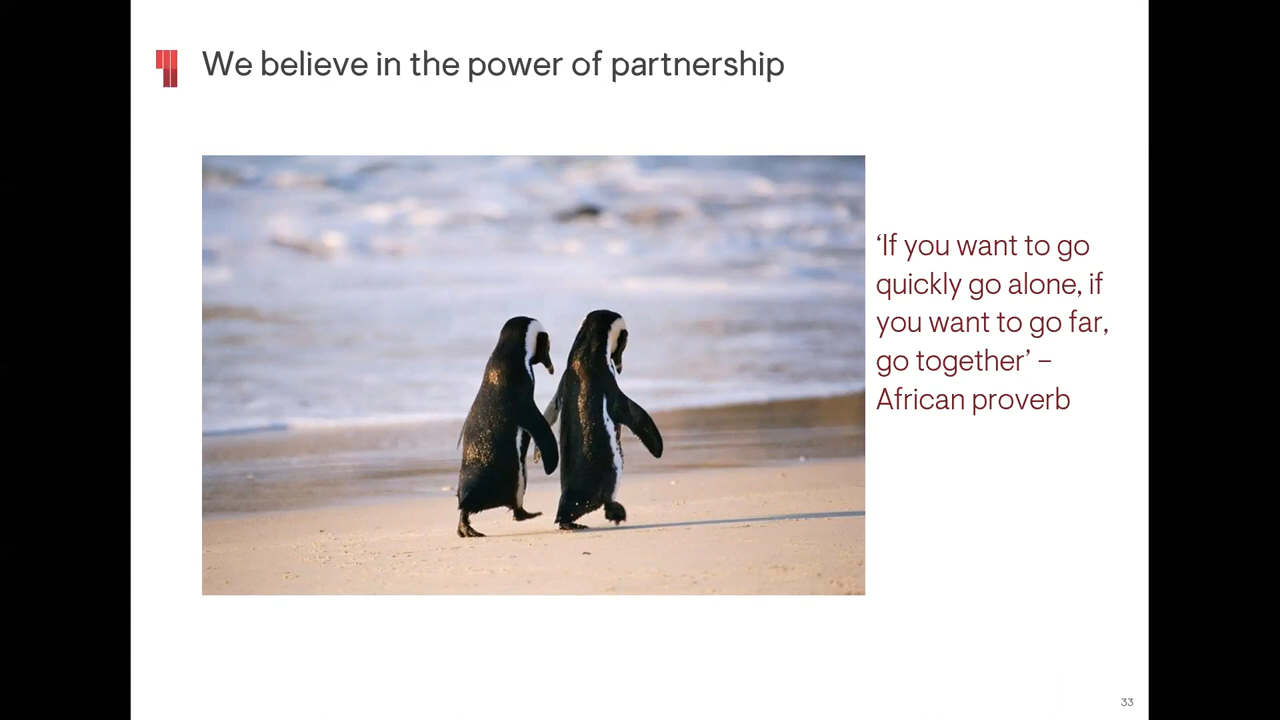 We believe in the power of partnership
‘If you want to go
quickly go alone, if
you want to go far,
go together’ –
African proverb
33